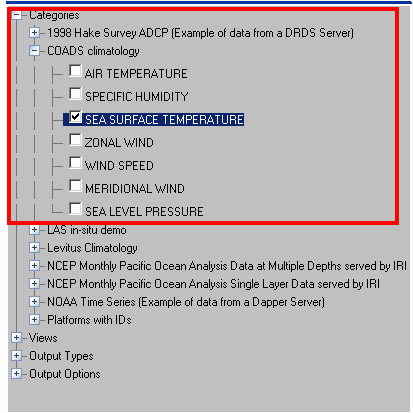 Categories
1998 Hake Survey ADCP (Example of data from a DRDS Server)
COADS climatology
AIR TEMPERATURE
SPECIFIC HUMIDITY
SEA SURFACE TEMPERATURE
ZONAL WIND
WIND SPEED
MERIDIONAL WIND
SEA LEVEL PRESSURE
LAS in-situ demo
Levitus Climatology
NCEP Monthly Pacific Ocean Analysis Data at Multiple Depths served by IRI
NCEP Monthly Pacific Ocean Analysis Single Layer Data served by IRI
NOAA Time Series (Example of data from a Dapper Server)
Platforms with IDs
Views
Output Types
Output Options